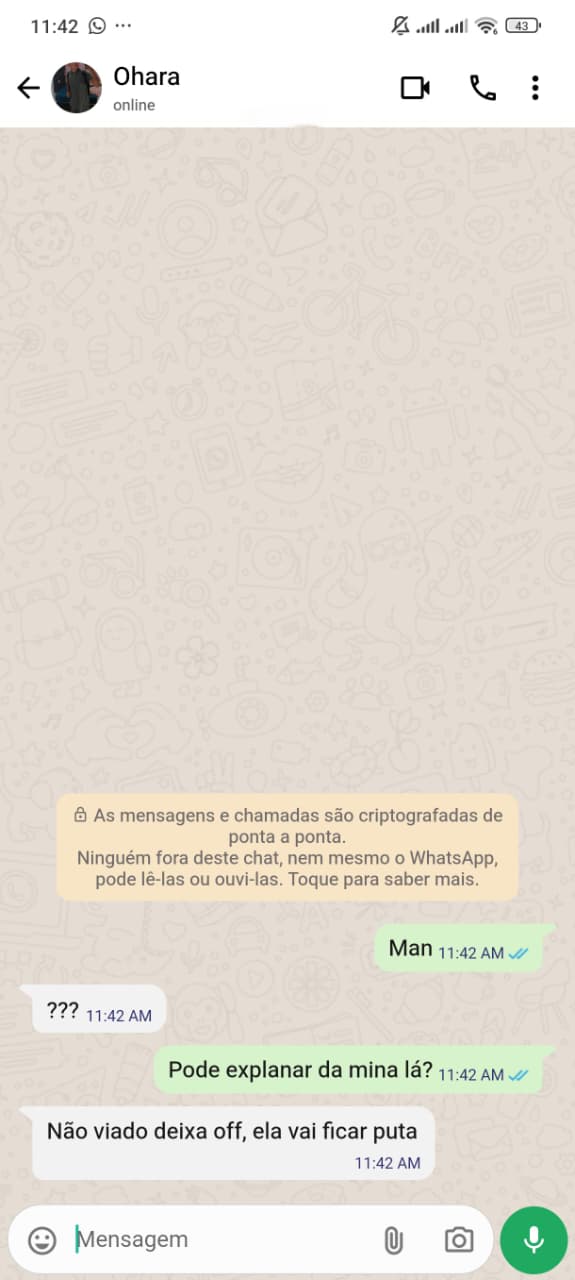 11:42
43
Ohara
online
As mensagens e chamadas são criptografadas de
ponta a ponta.
Ninguém fora deste chat, nem mesmo o WhatsApp,
pode lê-las ou ouvi-las. Toque para saber mais.
Man 11:42 AM
??? 11:42 AM
Pode explanar da mina lá? 11:42 AM
Não viado deixa off, ela vai ficar puta
11:42 AM
Mensagem